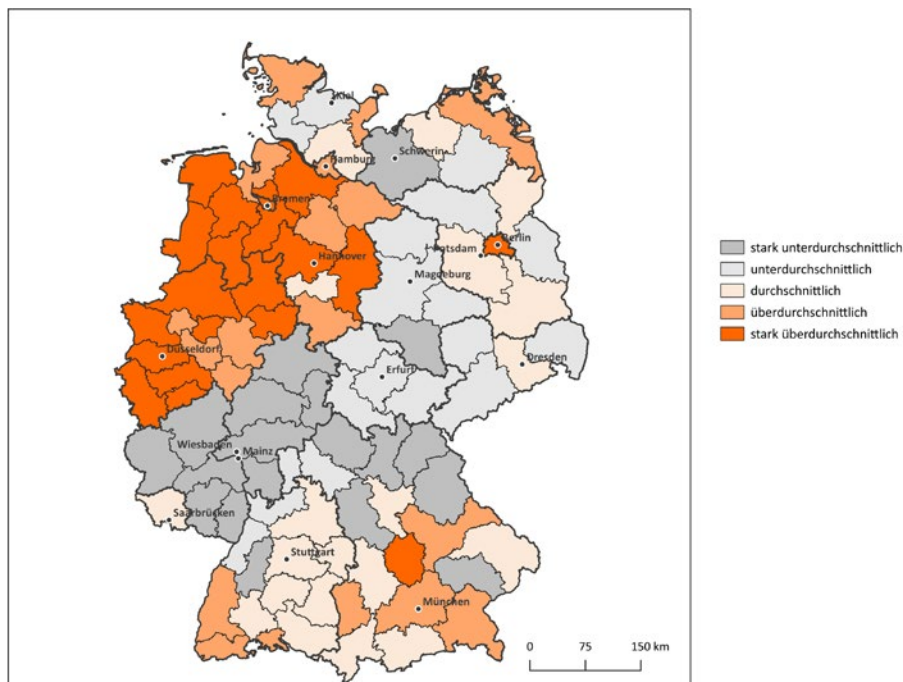 Kiel
Schwerin
Hamburg
Bremen
Berlin
Potsdam
Hannover
Magdeburg
Düsseldorf
Dresden
Erfurt
Wiesbaden
Mainz
Saarbrücken
Stuttgart
München
0 75 150 km
stark unterdurchschnittlich
unterdurchschnittlich
durchschnittlich
überdurchschnittlich
stark überdurchschnittlich